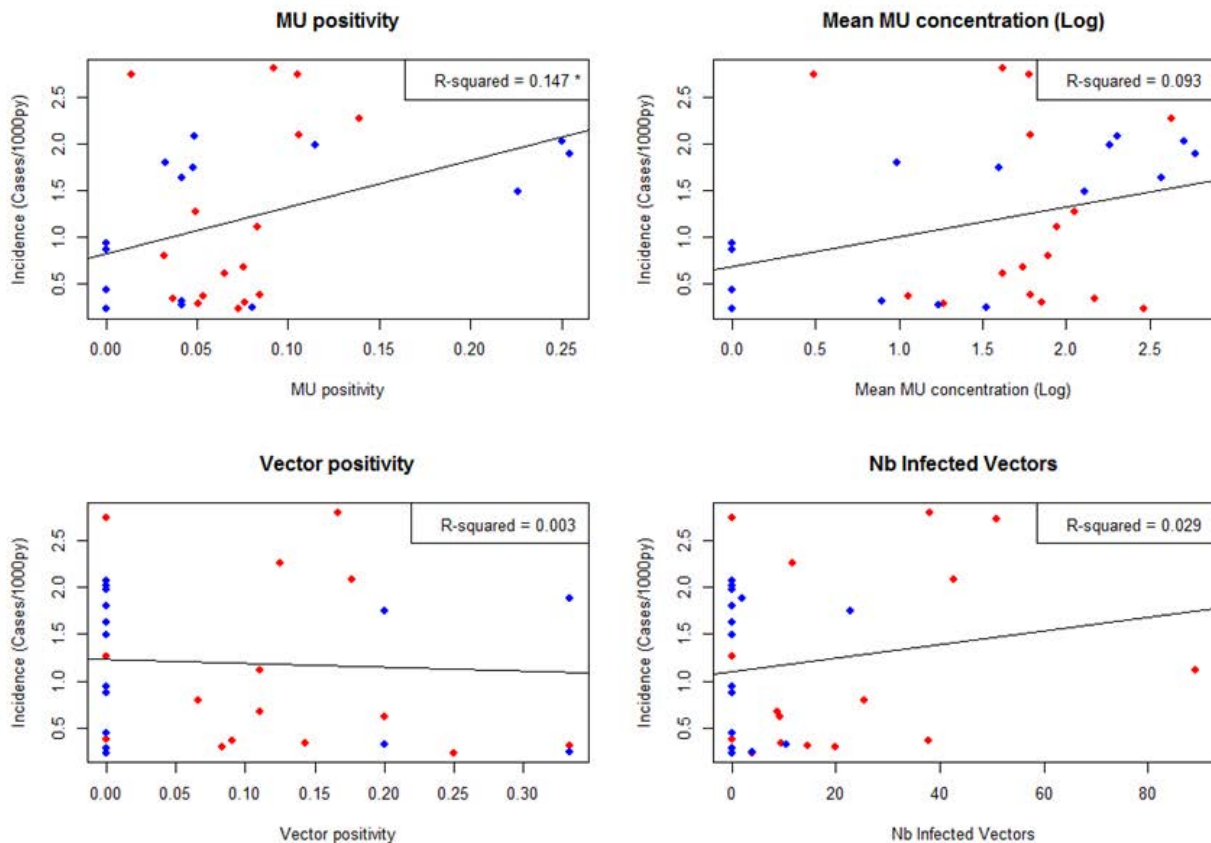 MU positivity
R-squared = 0.147 *
Incidence (Cases/1000py)
2.5
2.0
1.5
1.0
0.5
0.00 0.05 0.10 0.15 0.20 0.25
MU positivity
Mean MU concentration (Log)
R-squared = 0.093
Incidence (Cases/1000py)
2.5
2.0
1.5
1.0
0.5
0.0 0.5 1.0 1.5 2.0 2.5
Mean MU concentration (Log)
Vector positivity
R-squared = 0.003
Incidence (Cases/1000py)
2.5
2.0
1.5
1.0
0.5
0.00 0.05 0.10 0.15 0.20 0.25 0.30
Vector positivity
Nb Infected Vectors
R-squared = 0.029
Incidence (Cases/1000py)
2.5
2.0
1.5
1.0
0.5
0 20 40 60 80
Nb Infected Vectors